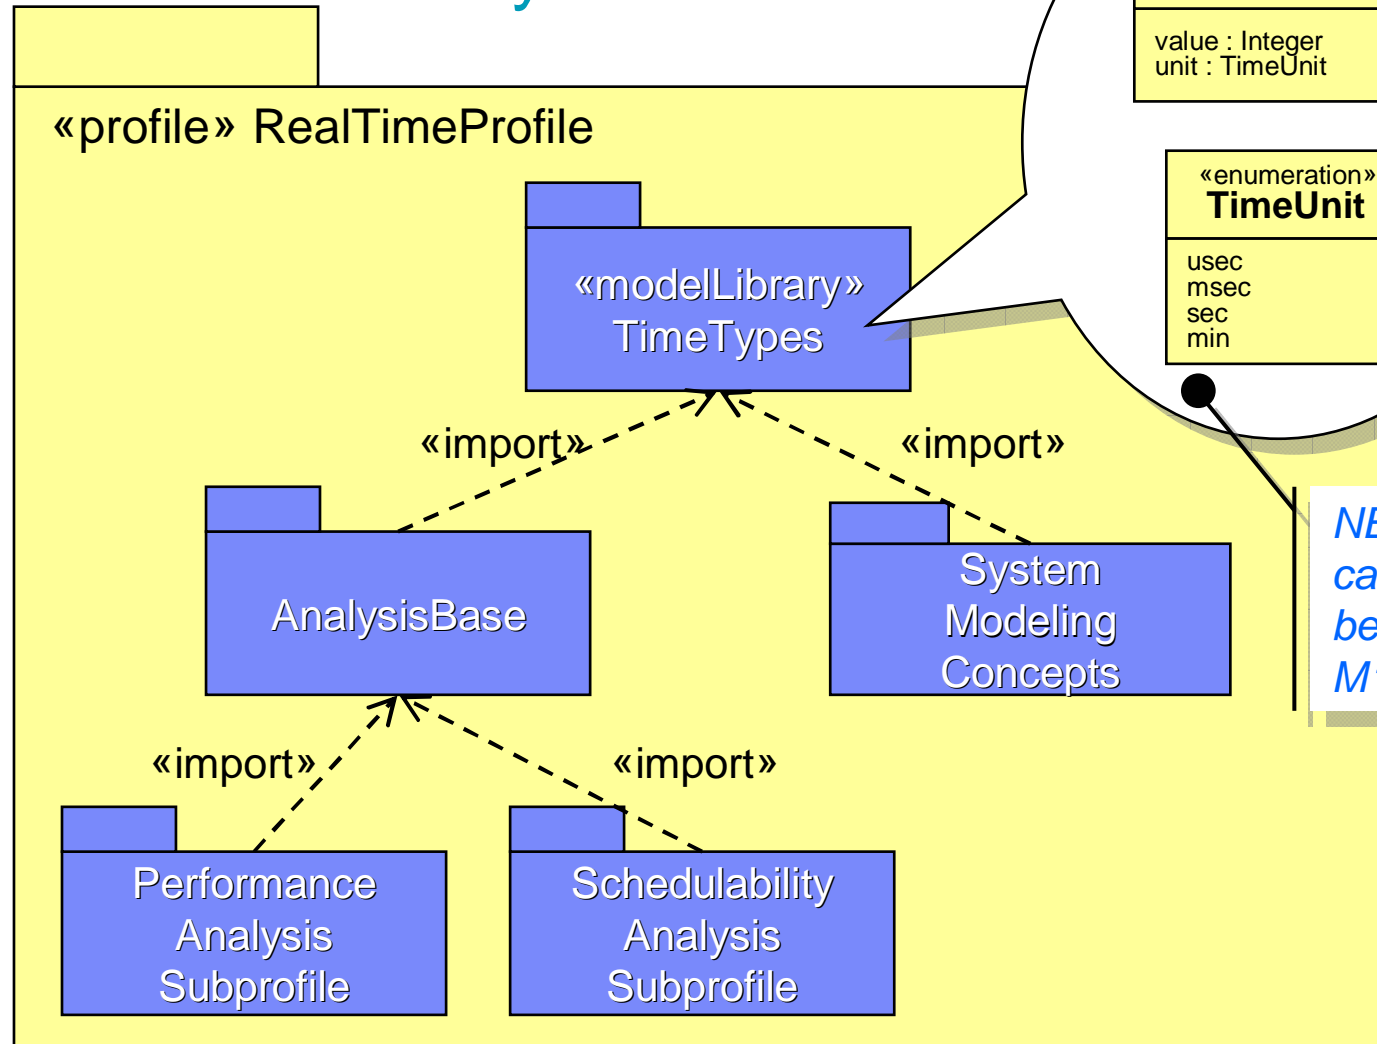 value : Integer
unit : TimeUnit
«profile» RealTimeProfile
«enumeration»
TimeUnit
usec
msec
sec
min
«modelLibrary»
TimeTypes
«import»
«import»
AnalysisBase
System
Modeling
Concepts
«import»
«import»
Performance
Analysis
Subprofile
Schedulability
Analysis
Subprofile